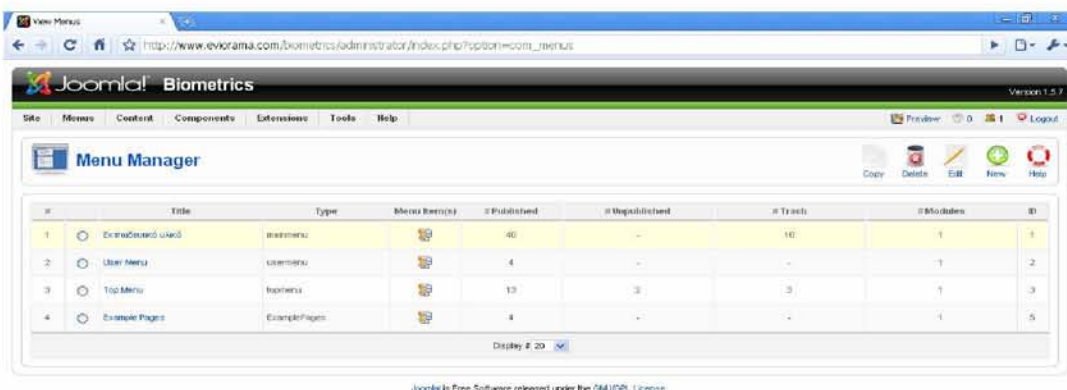 View Menus
http://www.eviorama.com/biometrics/administrator/index.php?option=com_menus
Joomla! Biometrics
Version 1.5.7
Site Menus Content Components Extensions Tools Help Preview 0 1 Logout
Menu Manager
Copy Delete Edit New Help
# Title Type Menu Item(s) # Published # Unpublished # Trash # Modules ID
1 Εκπαιδευτικό υλικό mainmenu 40 - 10 1 1
2 User Menu usermenu 4 - - 1 2
3 Top Menu topmenu 13 2 3 1 3
4 Example Pages ExamplePages 4 - - 1 5
Display # 20
Joomla! is Free Software released under the GNU/GPL License.